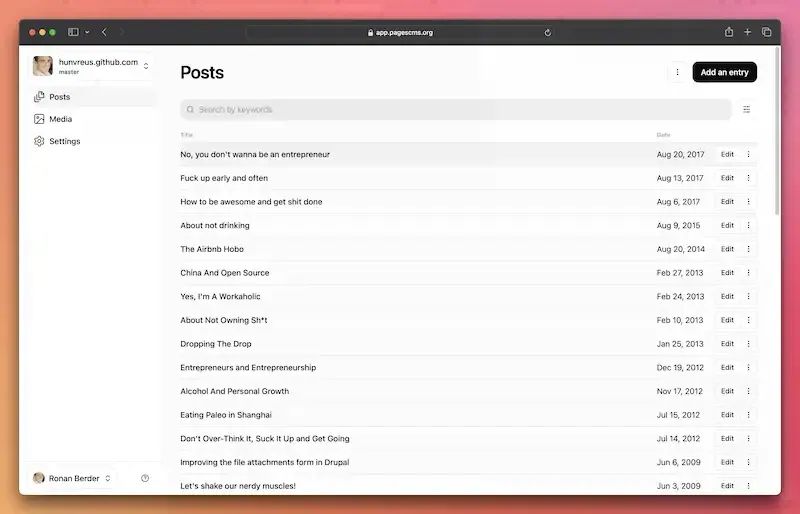 app.pagescms.org
hunvreus.github.com
master
Posts
Media
Settings
Ronan Berder
Posts
Add an entry
Search by keywords
Title Date
No, you don't wanna be an entrepreneur Aug 20, 2017 Edit
Fuck up early and often Aug 13, 2017 Edit
How to be awesome and get shit done Aug 6, 2017 Edit
About not drinking Aug 9, 2015 Edit
The Airbnb Hobo Aug 20, 2014 Edit
China And Open Source Feb 27, 2013 Edit
Yes, I'm A Workaholic Feb 24, 2013 Edit
About Not Owning Sh*t Feb 10, 2013 Edit
Dropping The Drop Jan 25, 2013 Edit
Entrepreneurs and Entrepreneurship Dec 19, 2012 Edit
Alcohol And Personal Growth Nov 17, 2012 Edit
Eating Paleo in Shanghai Jul 15, 2012 Edit
Don't Over-Think It, Suck It Up and Get Going Jul 14, 2012 Edit
Improving the file attachments form in Drupal Jun 6, 2009 Edit
Let's shake our nerdy muscles! Jun 3, 2009 Edit